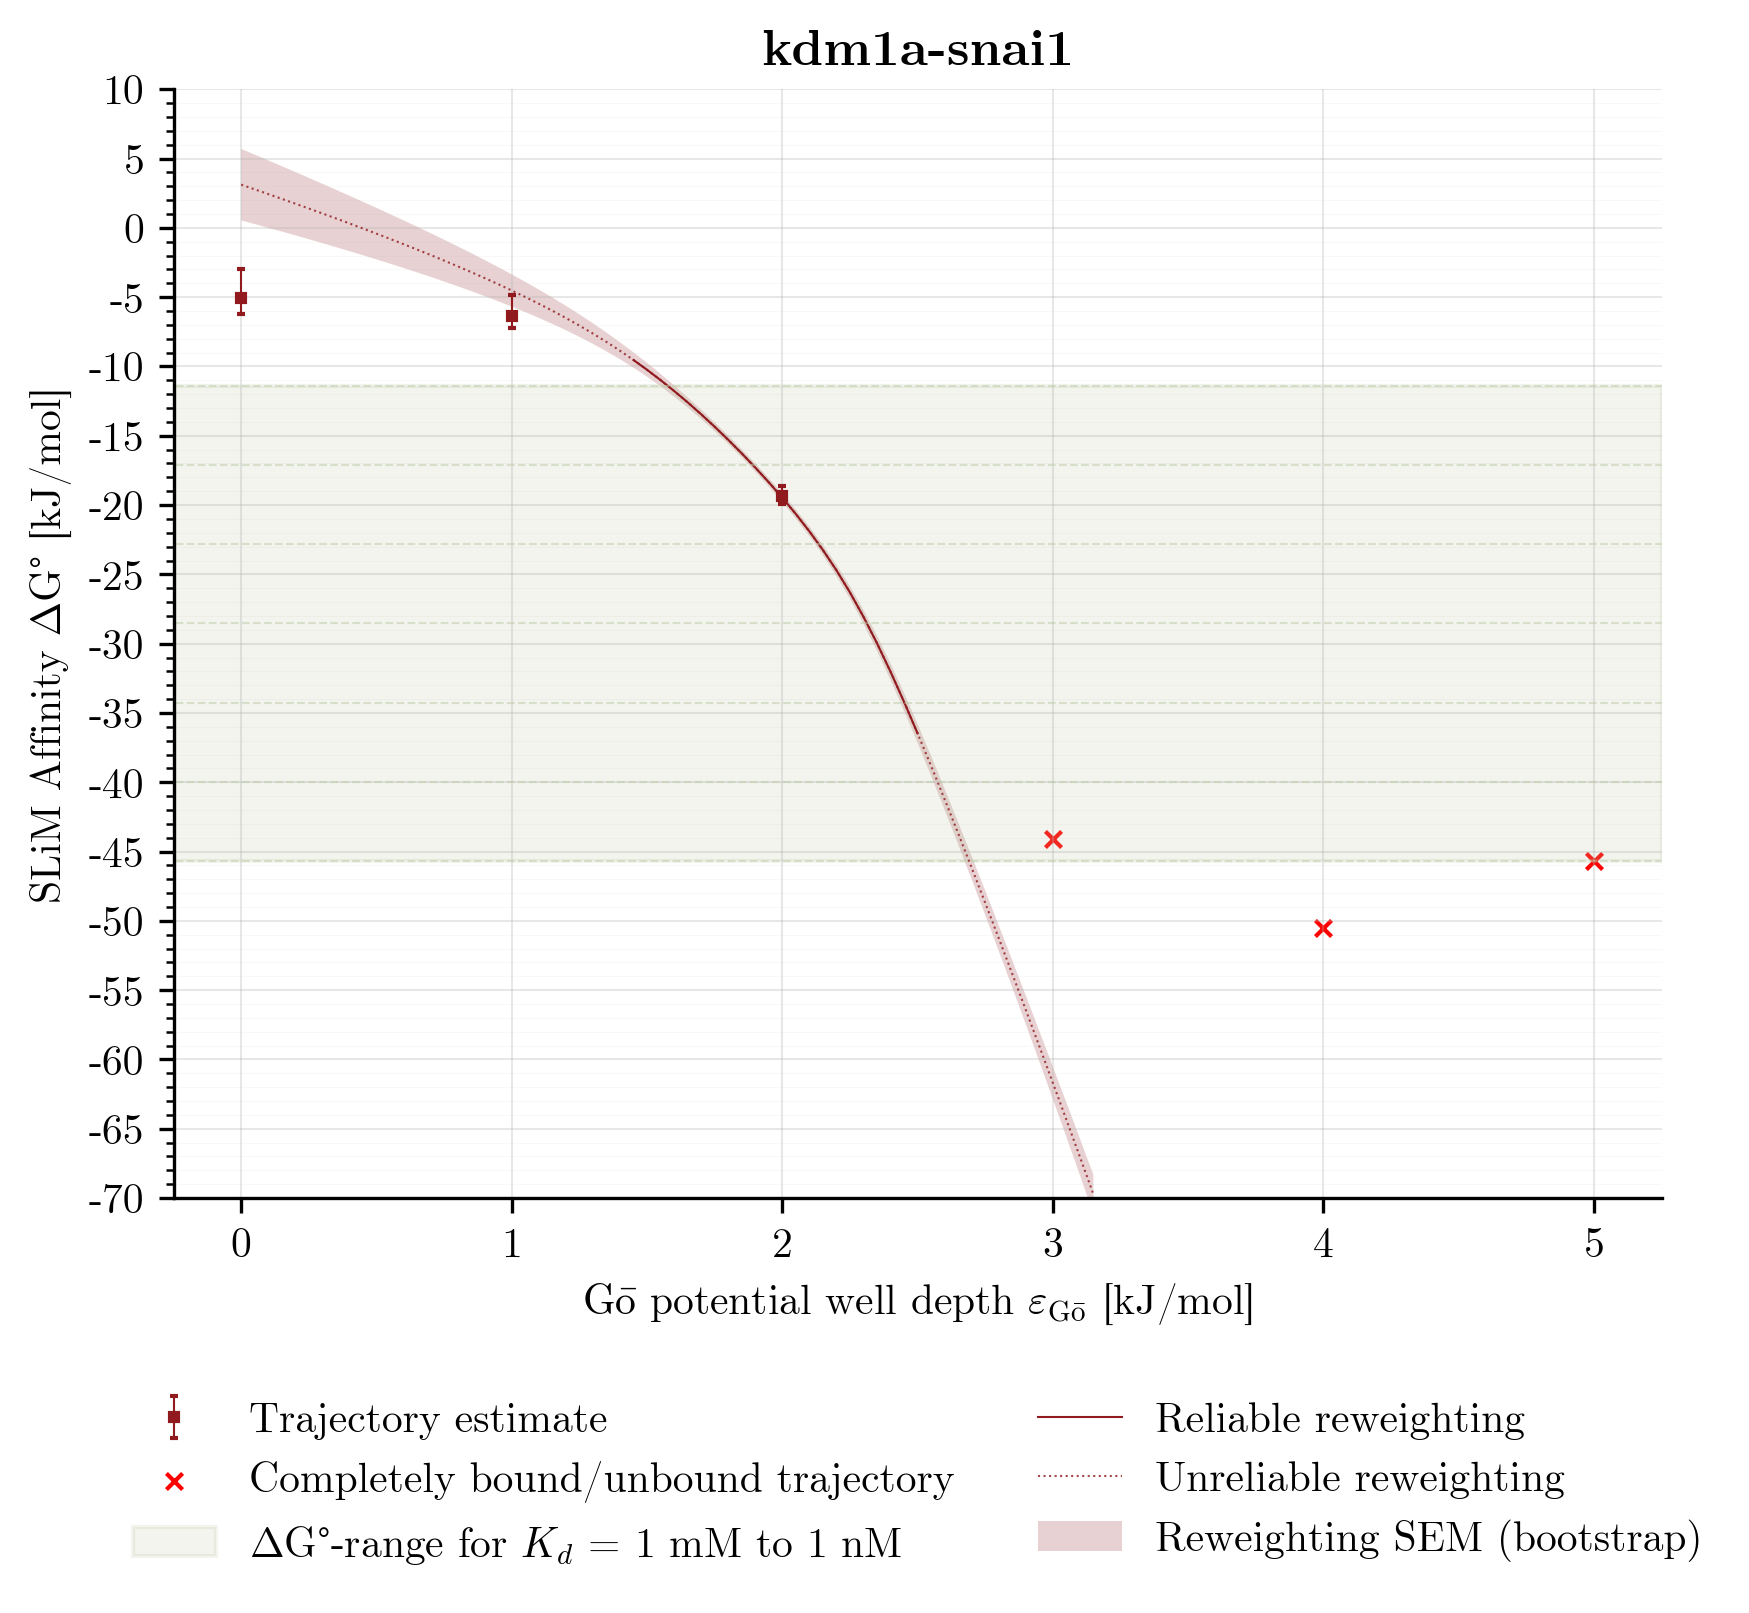 kdm1a-snai1
10
5
0
-5
-10
-15
-20
-25
-30
-35
-40
-45
-50
-55
-60
-65
-70
SLiM Affinity ΔG° [kJ/mol]
0 1 2 3 4 5
Gō potential well depth ε_Gō [kJ/mol]
Trajectory estimate
Completely bound/unbound trajectory
ΔG°-range for K_d = 1 mM to 1 nM
Reliable reweighting
Unreliable reweighting
Reweighting SEM (bootstrap)